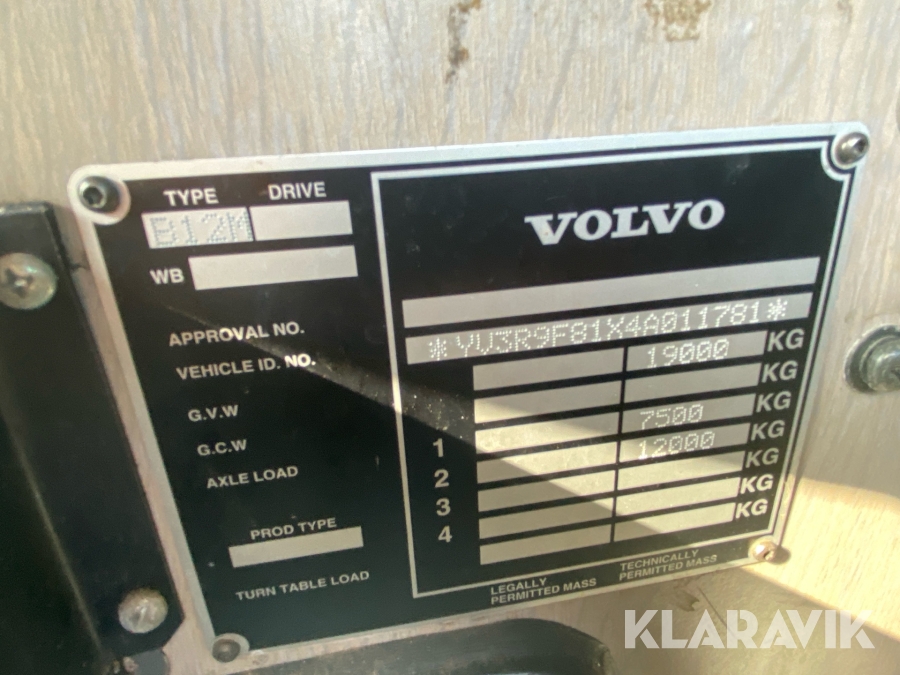 TYPE DRIVE
B12M
WB
APPROVAL NO.
VEHICLE ID. NO.
G.V.W
G.C.W
AXLE LOAD
PROD TYPE
TURN TABLE LOAD
VOLVO
*YV3R9F81X4A011781*
19000 KG
KG
7500 KG
1 12000 KG
2 KG
3 KG
4 KG
LEGALLY PERMITTED MASS
TECHNICALLY PERMITTED MASS
KLARAVIK